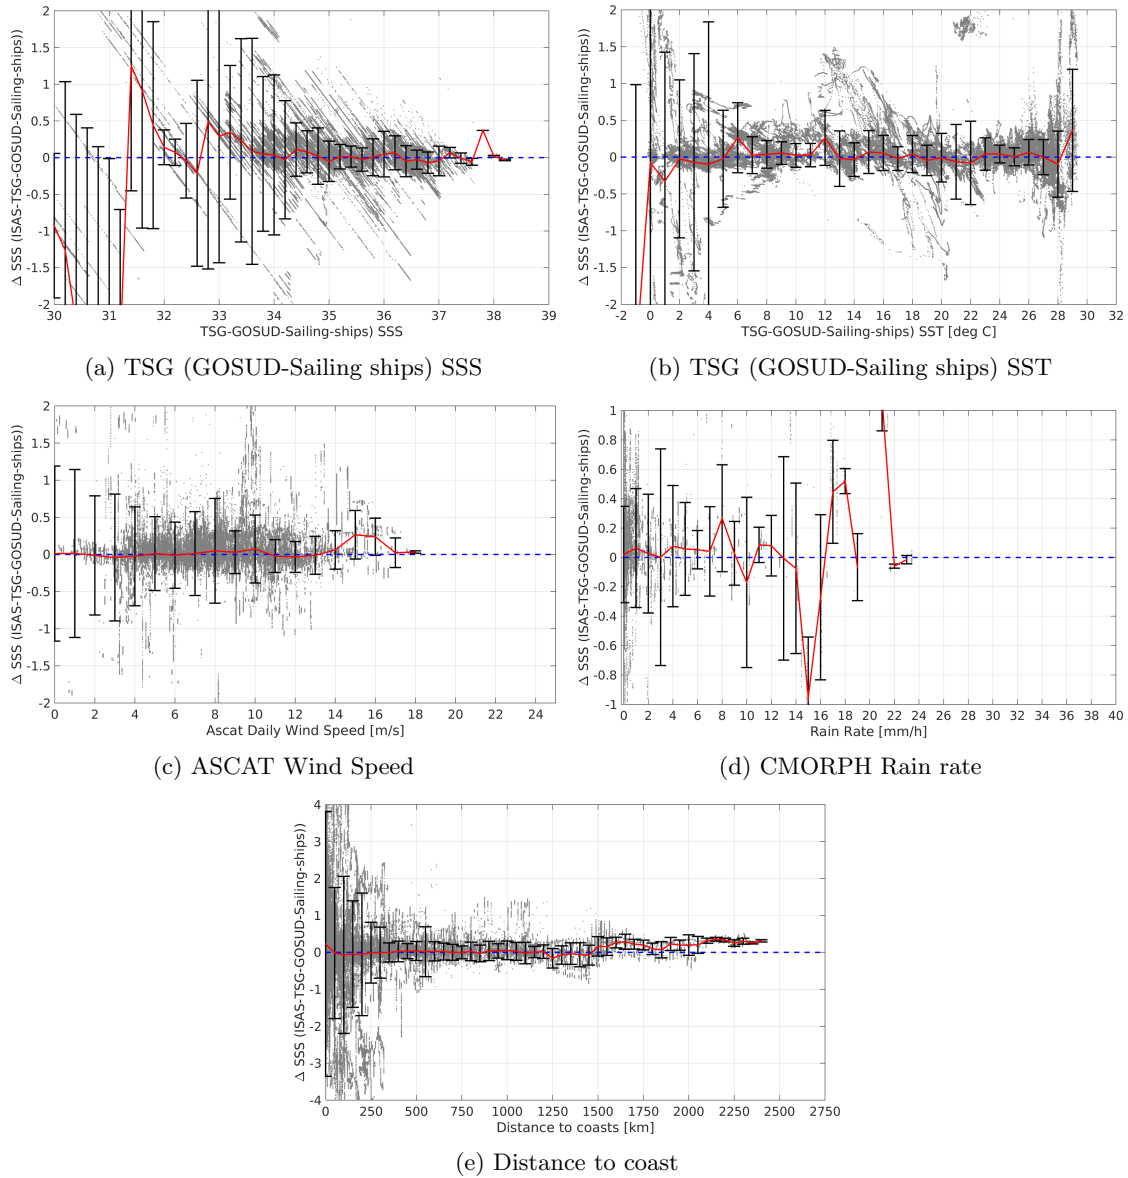 Δ SSS (ISAS-TSG-GOSUD-Sailing-ships))
2
1.5
1
0.5
0
-0.5
-1
-1.5
-2
30 31 32 33 34 35 36 37 38 39
TSG-GOSUD-Sailing-ships) SSS
(a) TSG (GOSUD-Sailing ships) SSS
Δ SSS (ISAS-TSG-GOSUD-Sailing-ships))
2
1.5
1
0.5
0
-0.5
-1
-1.5
-2
-2 0 2 4 6 8 10 12 14 16 18 20 22 24 26 28 30 32
TSG-GOSUD-Sailing-ships) SST [deg C]
(b) TSG (GOSUD-Sailing ships) SST
Δ SSS (ISAS-TSG-GOSUD-Sailing-ships))
2
1.5
1
0.5
0
-0.5
-1
-1.5
-2
0 2 4 6 8 10 12 14 16 18 20 22 24
Ascat Daily Wind Speed [m/s]
(c) ASCAT Wind Speed
Δ SSS (ISAS-TSG-GOSUD-Sailing-ships))
1
0.8
0.6
0.4
0.2
0
-0.2
-0.4
-0.6
-0.8
-1
0 2 4 6 8 10 12 14 16 18 20 22 24 26 28 30 32 34 36 38 40
Rain Rate [mm/h]
(d) CMORPH Rain rate
Δ SSS (ISAS-TSG-GOSUD-Sailing-ships))
4
3
2
1
0
-1
-2
-3
-4
0 250 500 750 1000 1250 1500 1750 2000 2250 2500 2750
Distance to coasts [km]
(e) Distance to coast